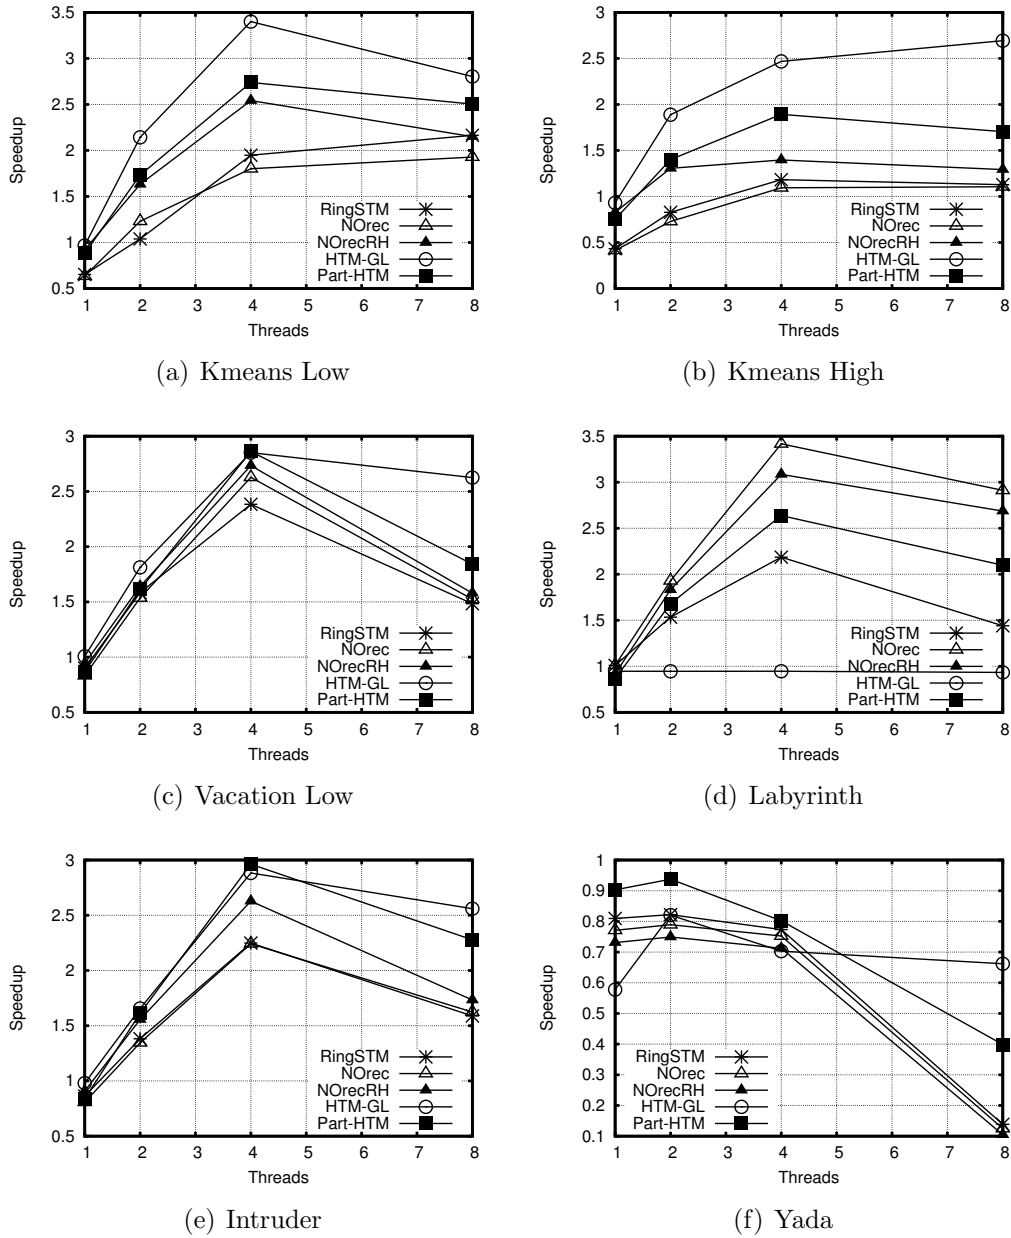 3.5
3
2.5
2
1.5
1
0.5
Speedup
1 2 3 4 5 6 7 8
Threads
RingSTM
NOrec
NOrecRH
HTM-GL
Part-HTM
(a) Kmeans Low
3
2.5
2
1.5
1
0.5
0
Speedup
1 2 3 4 5 6 7 8
Threads
RingSTM
NOrec
NOrecRH
HTM-GL
Part-HTM
(b) Kmeans High
3
2.5
2
1.5
1
0.5
Speedup
1 2 3 4 5 6 7 8
Threads
RingSTM
NOrec
NOrecRH
HTM-GL
Part-HTM
(c) Vacation Low
3.5
3
2.5
2
1.5
1
0.5
Speedup
1 2 3 4 5 6 7 8
Threads
RingSTM
NOrec
NOrecRH
HTM-GL
Part-HTM
(d) Labyrinth
3
2.5
2
1.5
1
0.5
Speedup
1 2 3 4 5 6 7 8
Threads
RingSTM
NOrec
NOrecRH
HTM-GL
Part-HTM
(e) Intruder
1
0.9
0.8
0.7
0.6
0.5
0.4
0.3
0.2
0.1
Speedup
1 2 3 4 5 6 7 8
Threads
RingSTM
NOrec
NOrecRH
HTM-GL
Part-HTM
(f) Yada